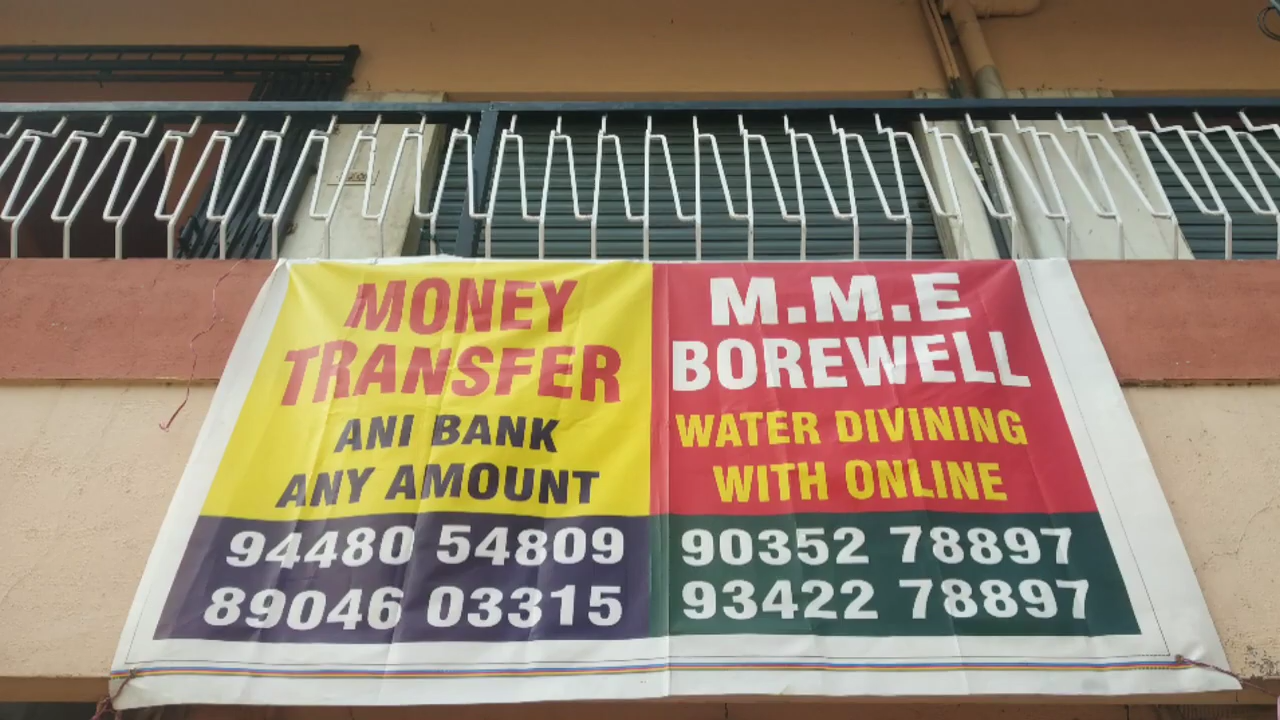 MONEY
TRANSFER
ANI BANK
ANY AMOUNT
94480 54809
89046 03315
M.M.E
BOREWELL
WATER DIVINING
WITH ONLINE
90352 78897
93422 78897